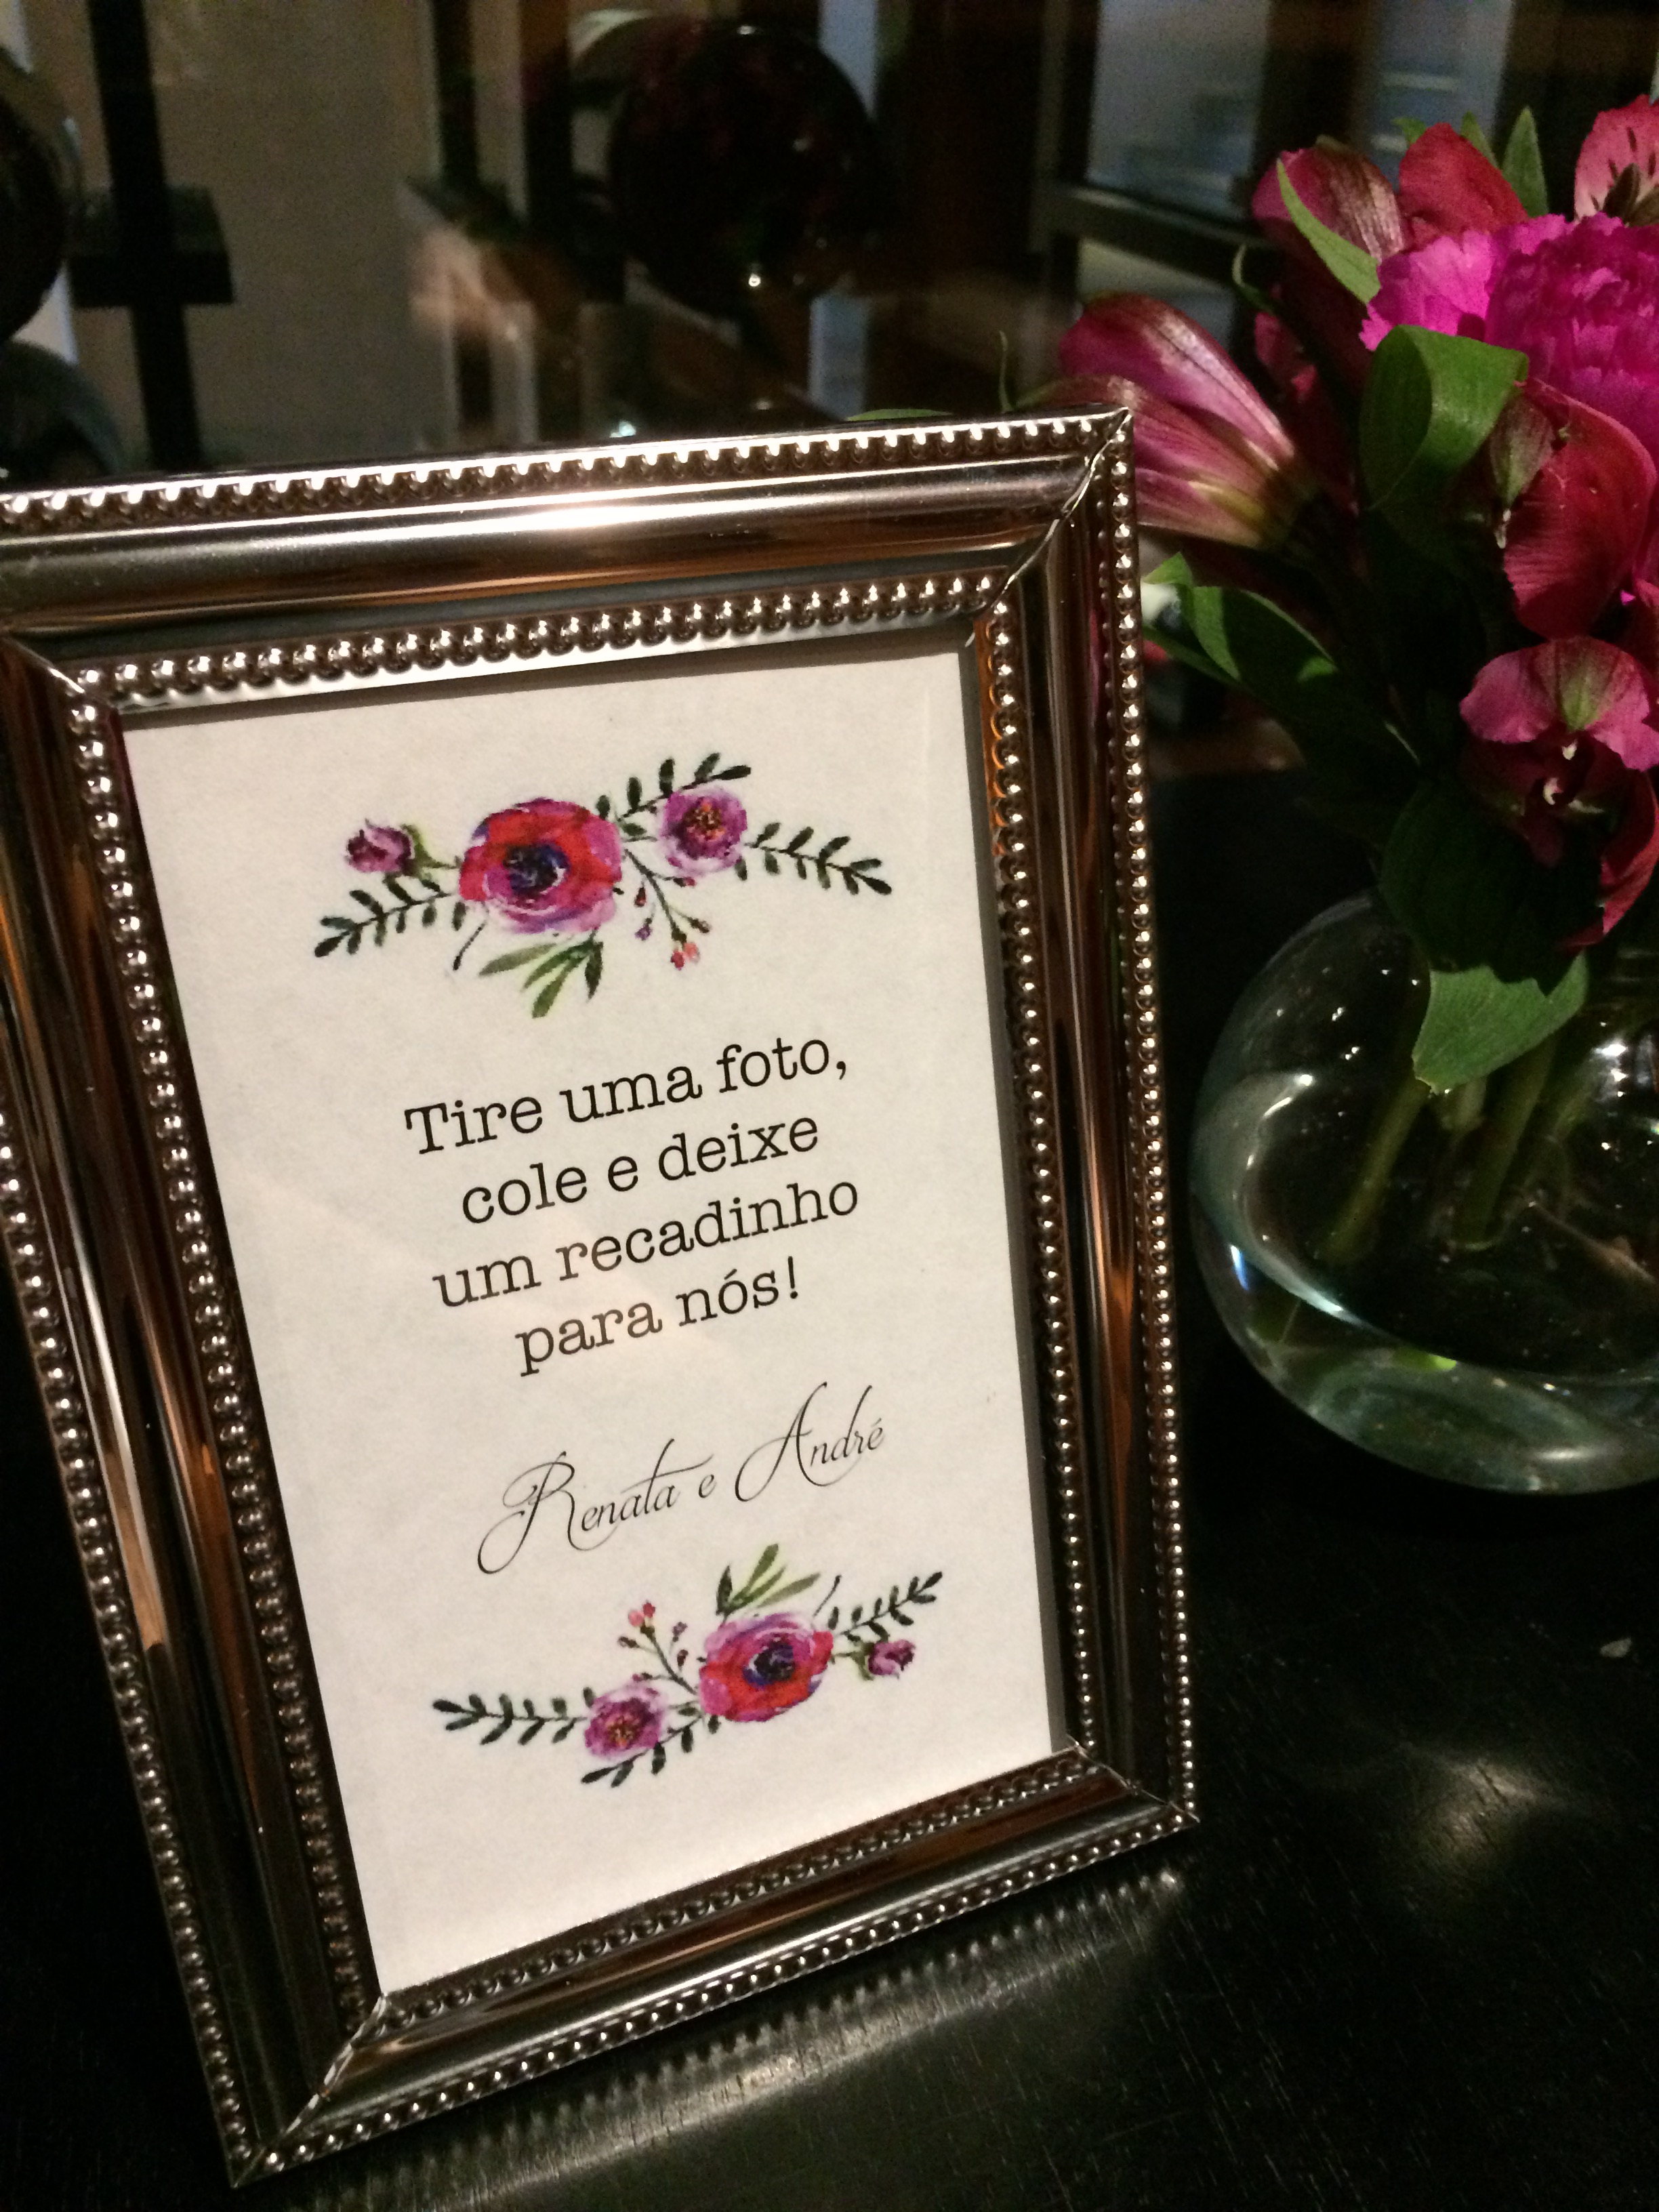 Tire uma foto,
cole e deixe
um recadinho
para nós!
Renata e André